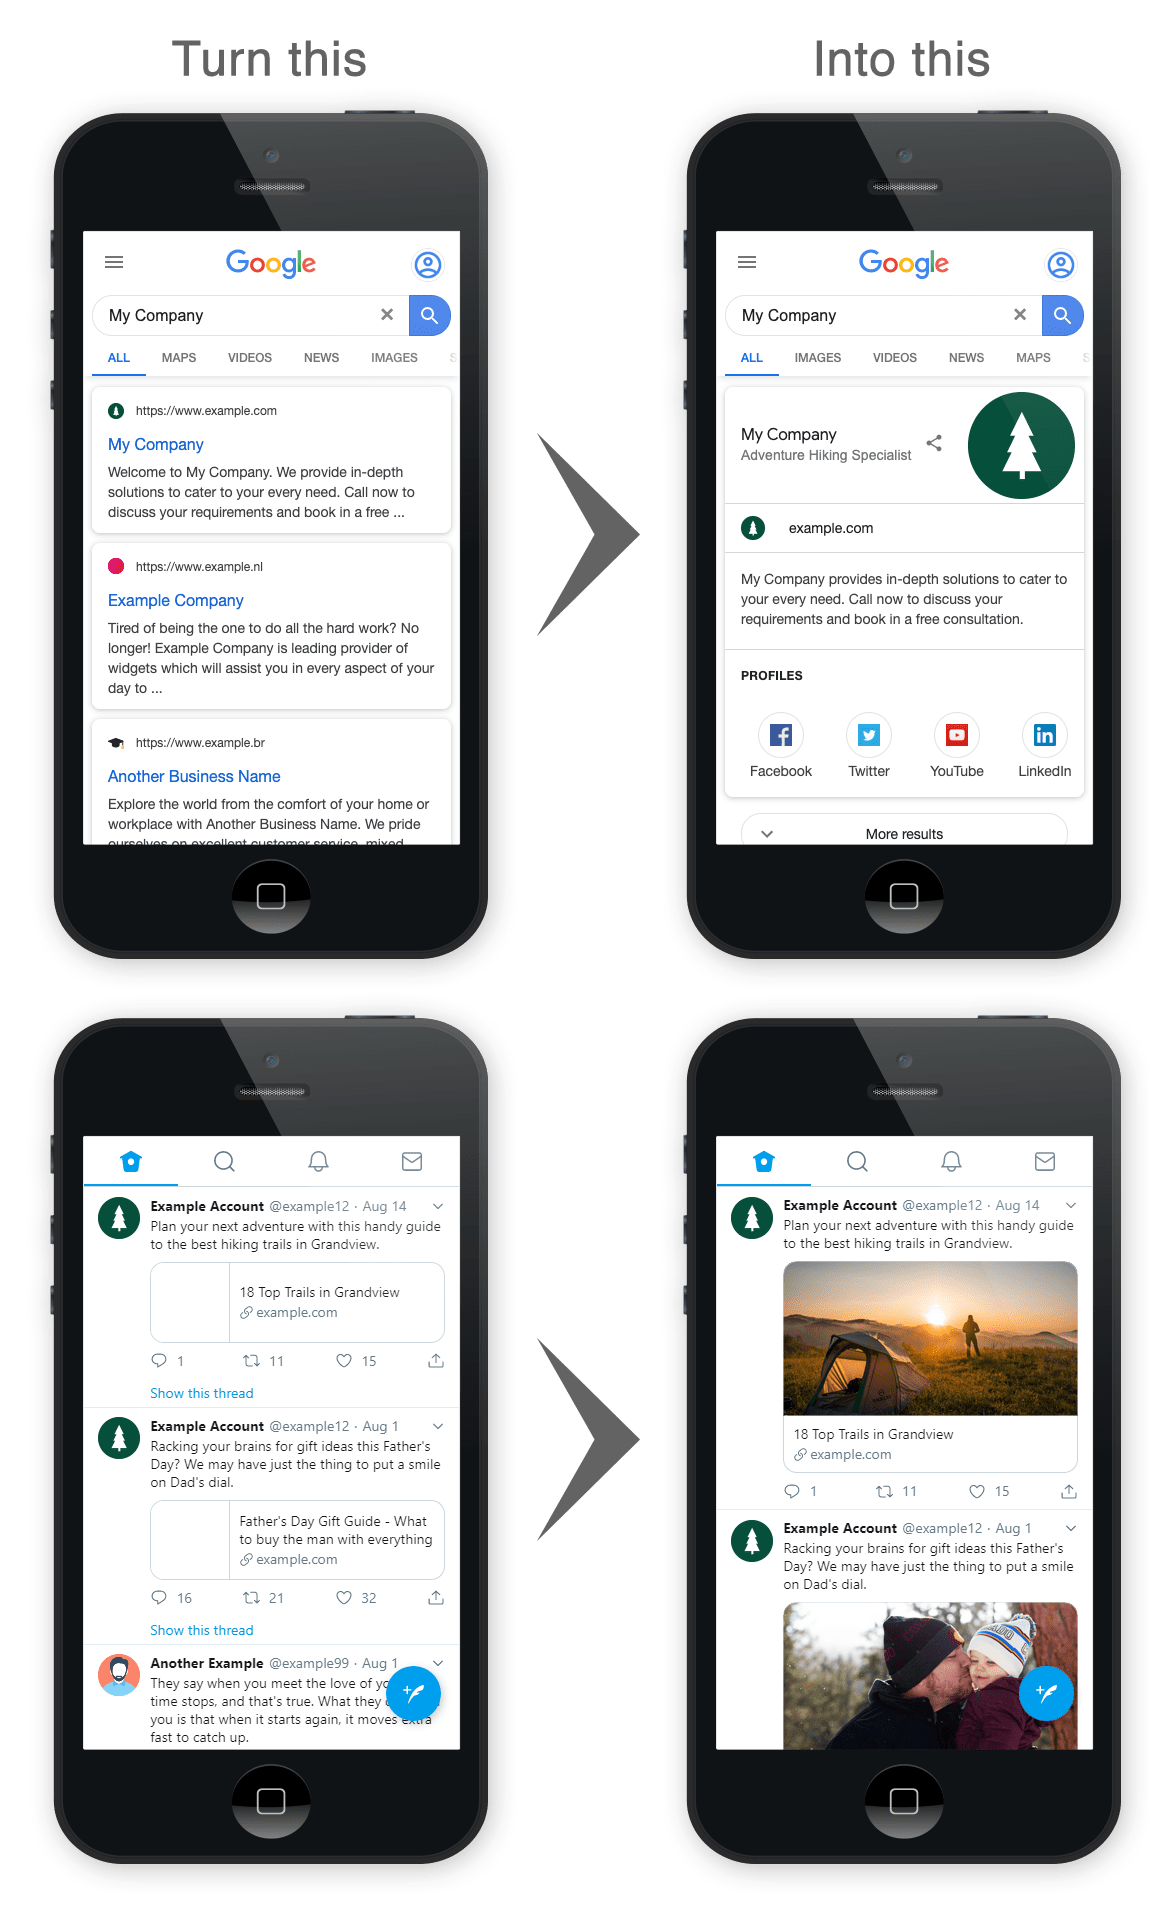 Turn this
Into this
Google
My Company
ALL MAPS VIDEOS NEWS IMAGES S
https://www.example.com
My Company
Welcome to My Company. We provide in-depth
solutions to cater to your every need. Call now to
discuss your requirements and book in a free ...
https://www.example.nl
Example Company
Tired of being the one to do all the hard work? No
longer! Example Company is leading provider of
widgets which will assist you in every aspect of your
day to ...
https://www.example.br
Another Business Name
Explore the world from the comfort of your home or
workplace with Another Business Name. We pride
ourselves on excellent customer service, mixed
Google
My Company
ALL IMAGES VIDEOS NEWS MAPS S
My Company
Adventure Hiking Specialist
example.com
My Company provides in-depth solutions to cater to
your every need. Call now to discuss your
requirements and book in a free consultation.
PROFILES
Facebook Twitter YouTube LinkedIn
More results
Example Account @example12 · Aug 14
Plan your next adventure with this handy guide
to the best hiking trails in Grandview.
18 Top Trails in Grandview
example.com
1 11 15
Show this thread
Example Account @example12 · Aug 1
Racking your brains for gift ideas this Father's
Day? We may have just the thing to put a smile
on Dad's dial.
Father's Day Gift Guide - What
to buy the man with everything
example.com
16 21 32
Show this thread
Another Example @example99 · Aug 1
They say when you meet the love of
time stops, and that's true. What they
you is that when it starts again, it moves extra
fast to catch up.
Example Account @example12 · Aug 14
Plan your next adventure with this handy guide
to the best hiking trails in Grandview.
18 Top Trails in Grandview
example.com
1 11 15
Example Account @example12 · Aug 1
Racking your brains for gift ideas this Father's
Day? We may have just the thing to put a smile
on Dad's dial.